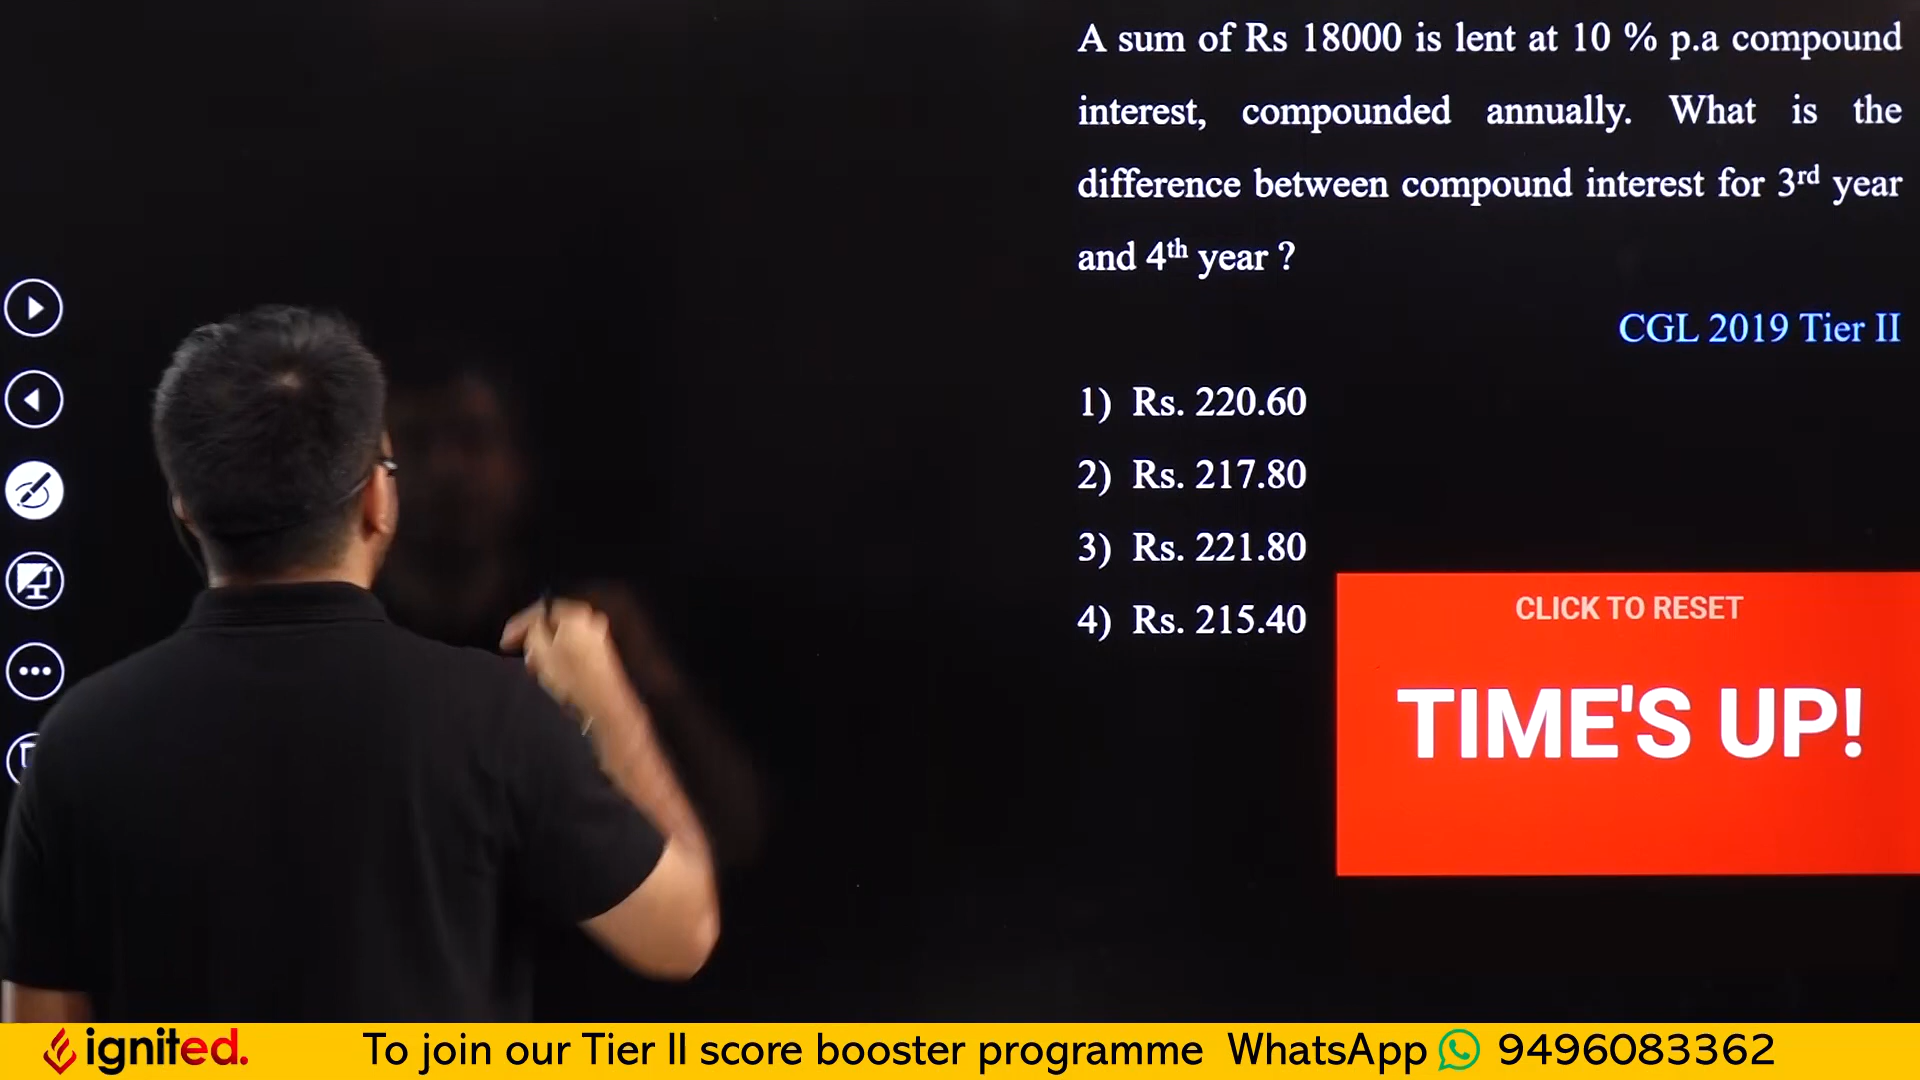 A sum of Rs 18000 is lent at 10 % p.a compound
interest, compounded annually. What is the
difference between compound interest for 3rd year
and 4th year ?
CGL 2019 Tier II
1) Rs. 220.60
2) Rs. 217.80
3) Rs. 221.80
4) Rs. 215.40
CLICK TO RESET
TIME'S UP!
ignited. To join our Tier II score booster programme WhatsApp 9496083362